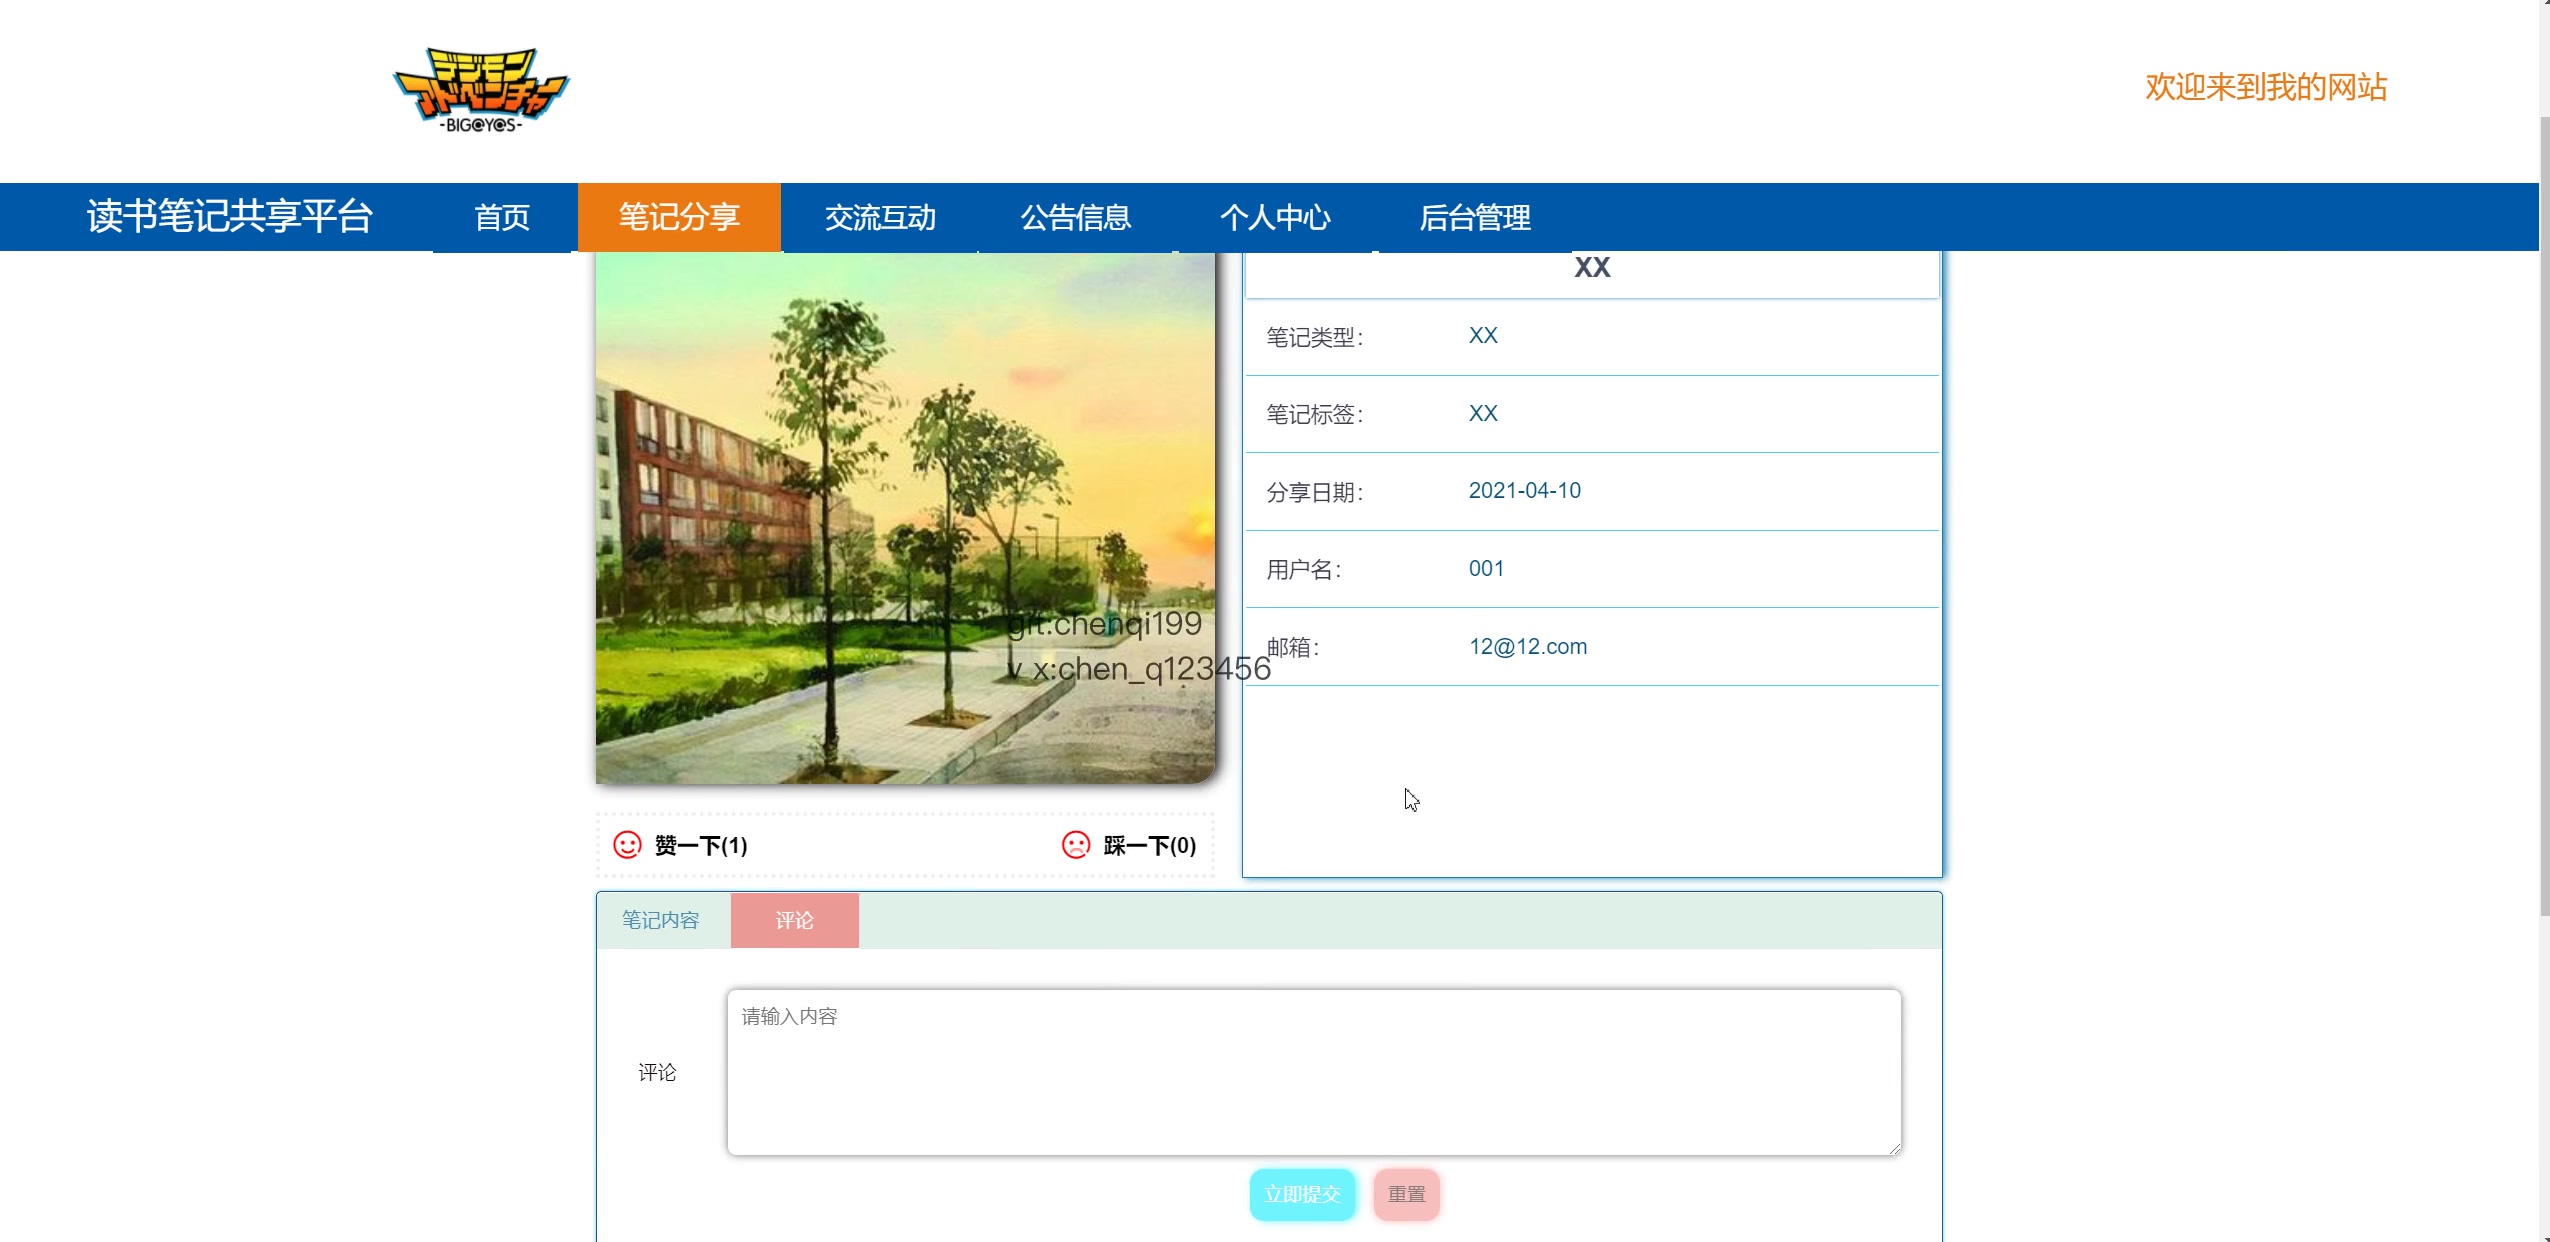 デジモン
アドベンチャー
-BIG@Y@S-
欢迎来到我的网站
读书笔记共享平台
首页
笔记分享
交流互动
公告信息
个人中心
后台管理
XX
笔记类型： XX
笔记标签： XX
分享日期： 2021-04-10
用户名： 001
邮箱： 12@12.com
git:chenqi199
v x:chen_q123456
赞一下(1)
踩一下(0)
笔记内容
评论
评论
请输入内容
立即提交
重置